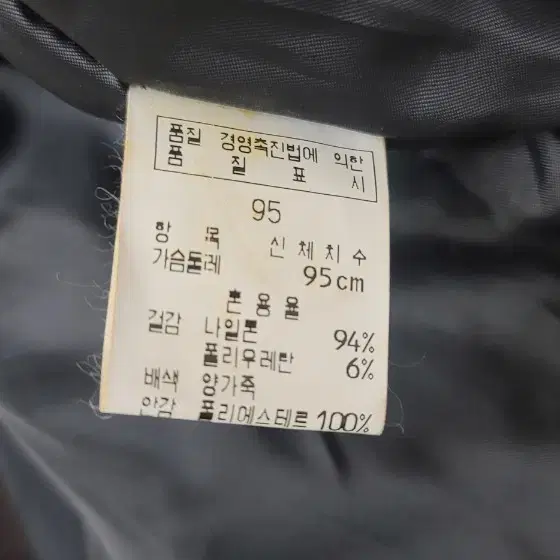 품질 경영촉진법에 의한
품 질 표 시
95
항 목 신 체 치 수
가슴둘레 95cm
혼 용 율
겉감 나일론 94%
폴리우레탄 6%
배색 양가죽
안감 폴리에스테르 100%